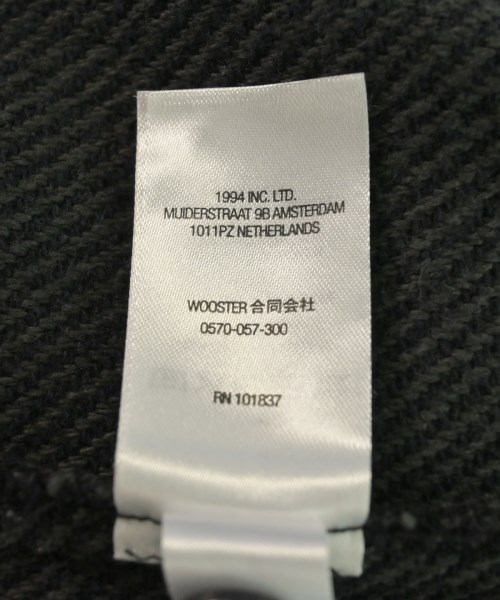 1994 INC. LTD.
MUIDERSTRAAT 9B AMSTERDAM
1011PZ NETHERLANDS
WOOSTER 合同会社
0570-057-300
RN 101837